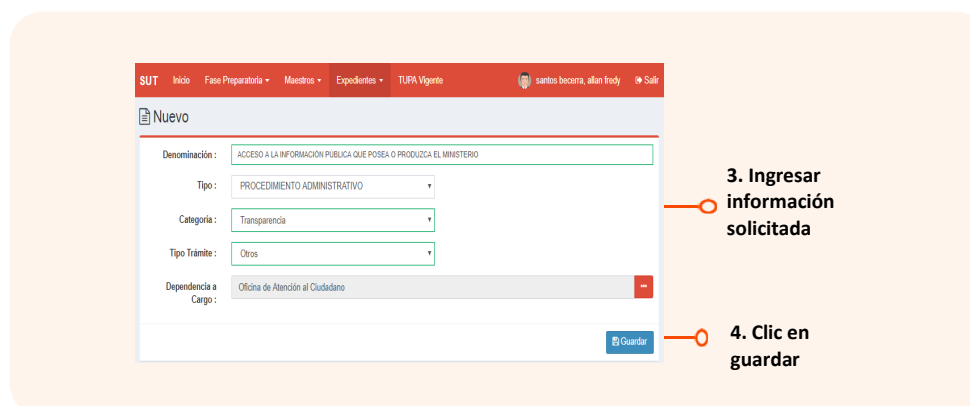 SUT Inicio Fase Preparatoria Maestros Expedientes TUPA Vigente santos becerra, allan fredy Salir
Nuevo
Denominación : ACCESO A LA INFORMACIÓN PÚBLICA QUE POSEA O PRODUZCA EL MINISTERIO
Tipo : PROCEDIMIENTO ADMINISTRATIVO
Categoría : Transparencia
Tipo Trámite : Otros
Dependencia a
Cargo :
Oficina de Atención al Ciudadano
Guardar
3. Ingresar
información
solicitada
4. Clic en
guardar